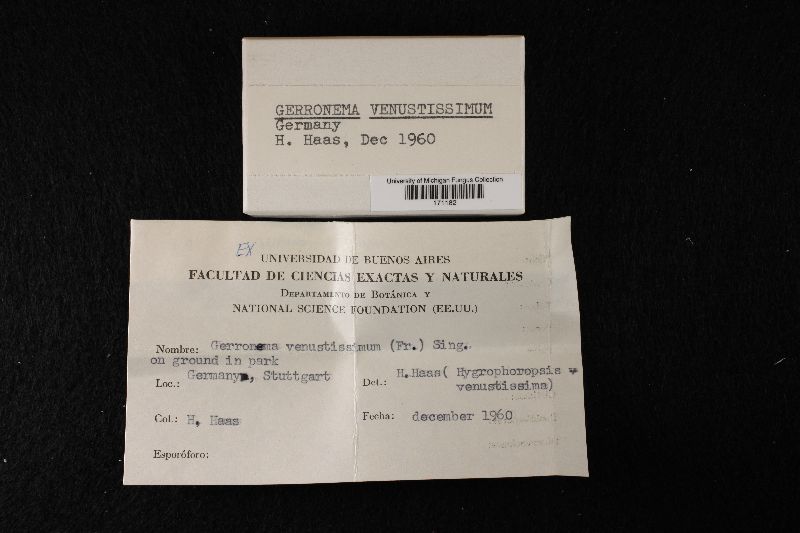 GERRONEMA VENUSTISSIMUM
Germany
H. Haas, Dec 1960
University of Michigan Fungus Collection
171182
EX
UNIVERSIDAD DE BUENOS AIRES
FACULTAD DE CIENCIAS EXACTAS Y NATURALES
DEPARTAMENTO DE BOTÁNICA Y
NATIONAL SCIENCE FOUNDATION (EE.UU.)
Nombre: Gerronema venustissimum (Fr.) Sing.
on ground in park
Loc.: Germany, Stuttgart
Det.: H.Haas( Hygrophoropsis
venustissima)
Col.: H, Haas
Fecha: december 1960
Esporóforo: